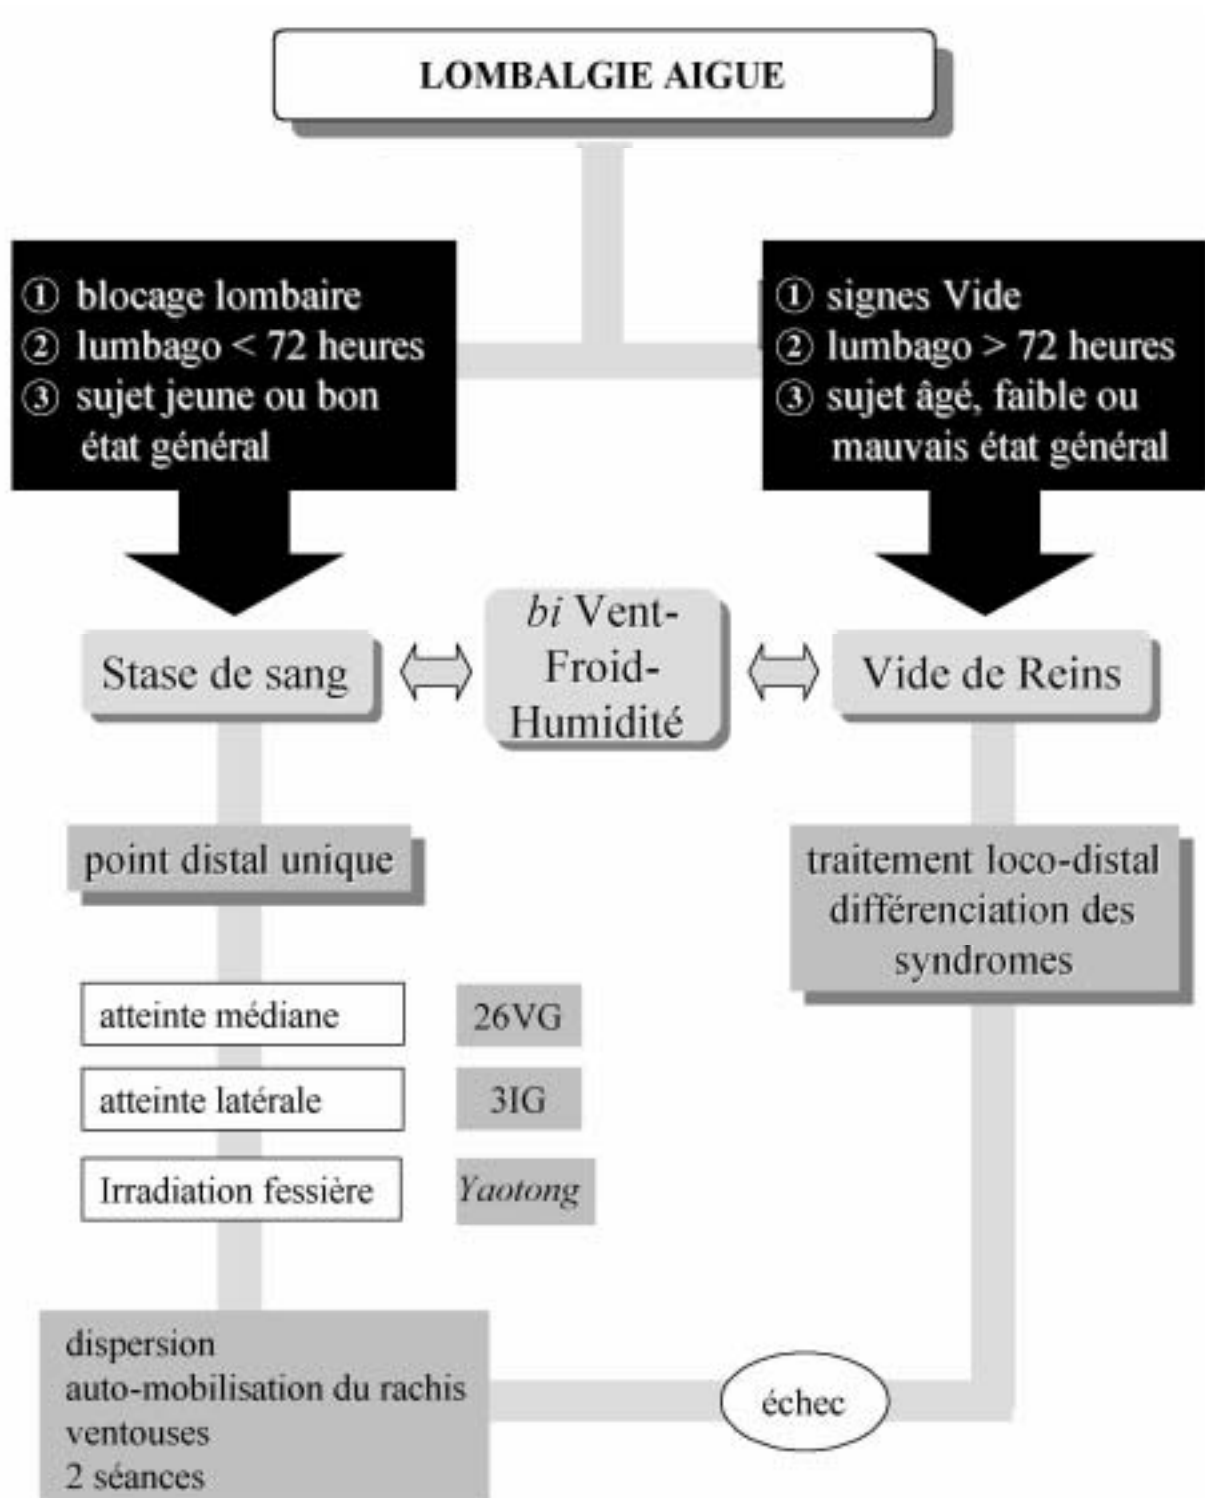 LOMBALGIE AIGUE
① blocage lombaire
② lumbago < 72 heures
③ sujet jeune ou bon
état général
① signes Vide
② lumbago > 72 heures
③ sujet âgé, faible ou
mauvais état général
Stase de sang
bi Vent-
Froid-
Humidité
Vide de Reins
point distal unique
traitement loco-distal
différenciation des
syndromes
atteinte médiane
26VG
atteinte latérale
3IG
Irradiation fessière
Yaotong
dispersion
auto-mobilisation du rachis
ventouses
2 séances
échec